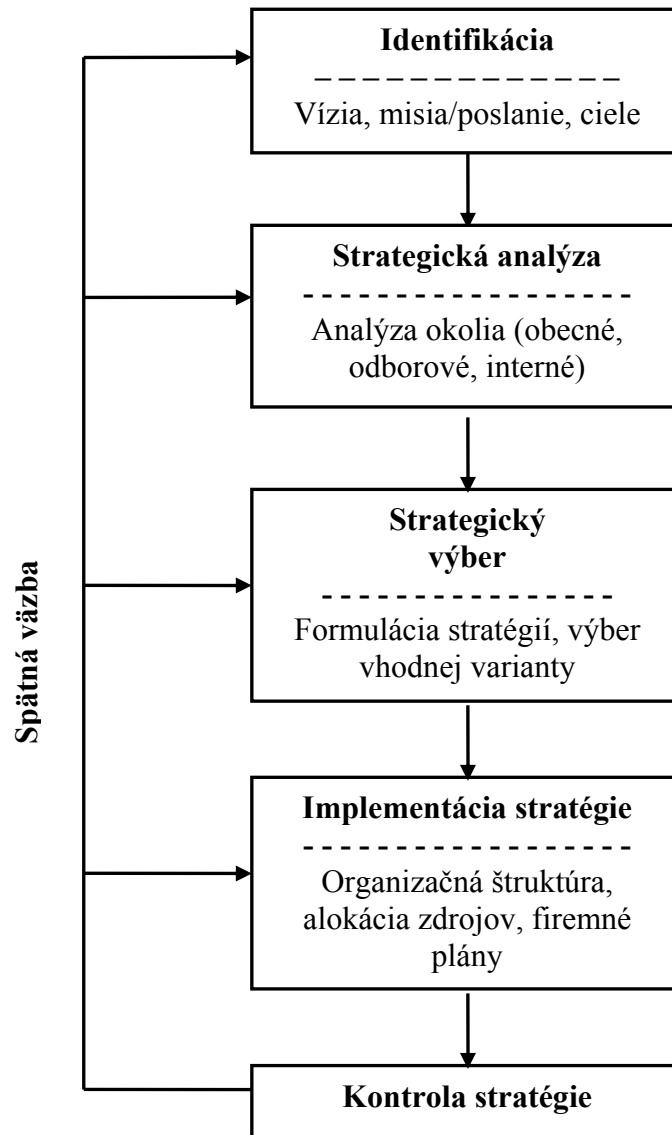 Identifikácia
Vízia, misia/poslanie, ciele
Strategická analýza
Analýza okolia (obecné,
odborové, interné)
Strategický
výber
Formulácia stratégií, výber
vhodnej varianty
Implementácia stratégie
Organizačná štruktúra,
alokácia zdrojov, firemné
plány
Kontrola stratégie
Spätná väzba